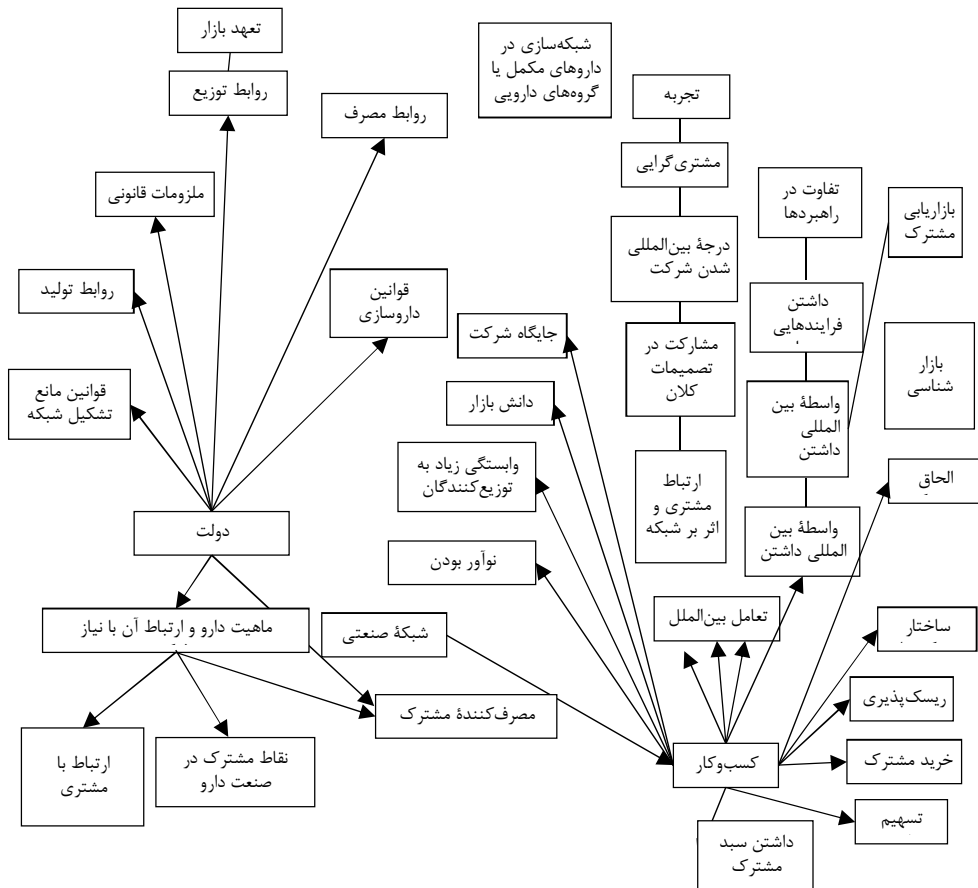 تعهد بازار
روابط توزیع
روابط مصرف
ملزومات قانونی
روابط تولید
قوانین
داروسازی
قوانین مانع
تشکیل شبکه
دولت
ماهیت دارو و ارتباط آن با نیاز
ارتباط با
مشتری
نقاط مشترک در
صنعت دارو
مصرف‌کنندۀ مشترک
شبکۀ صنعتی
شبکه‌سازی در
داروهای مکمل یا
گروه‌های دارویی
تجربه
مشتری‌گرایی
درجۀ بین‌المللی
شدن شرکت
مشارکت در
تصمیمات
کلان
ارتباط
مشتری و
اثر بر شبکه
تفاوت در
راهبردها
داشتن
فرایندهایی
واسطۀ بین
المللی
داشتن
واسطۀ بین
المللی داشتن
بازاریابی
مشترک
بازار
شناسی
الحاق
جایگاه شرکت
دانش بازار
وابستگی زیاد به
توزیع‌کنندگان
نوآور بودن
تعامل بین‌الملل
ساختار
ریسک‌پذیری
خرید مشترک
تسهیم
کسب‌وکار
داشتن سبد
مشترک